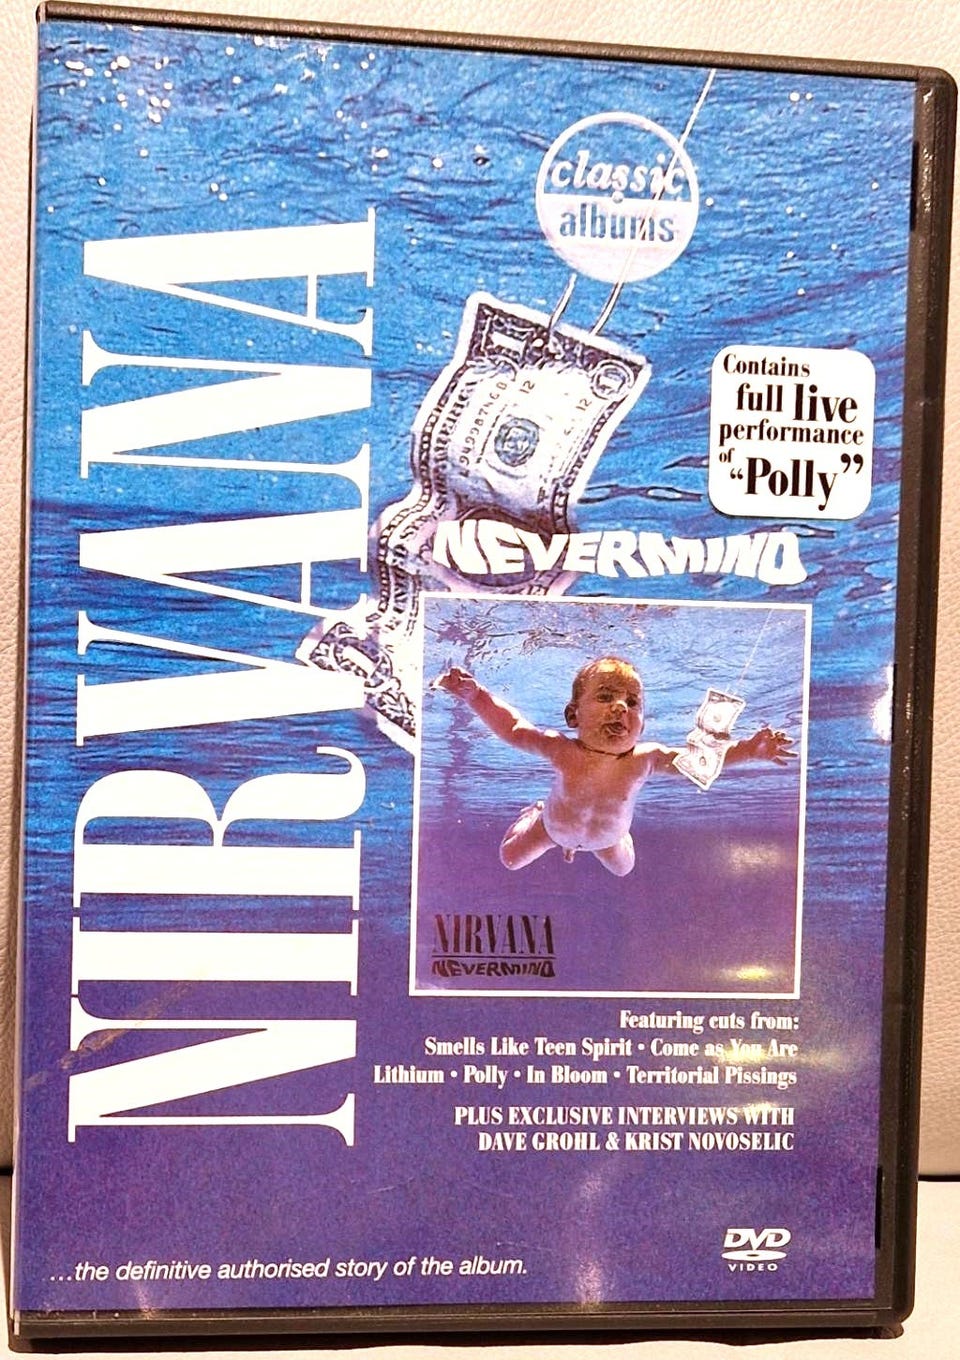 NIRVANA
classic
albums
Contains
full live
performance
of
“Polly”
NEVERMIND
NIRVANA
NEVERMIND
Featuring cuts from:
Smells Like Teen Spirit • Come as You Are
Lithium • Polly • In Bloom • Territorial Pissings
PLUS EXCLUSIVE INTERVIEWS WITH
DAVE GROHL & KRIST NOVOSELIC
...the definitive authorised story of the album.
DVD
VIDEO